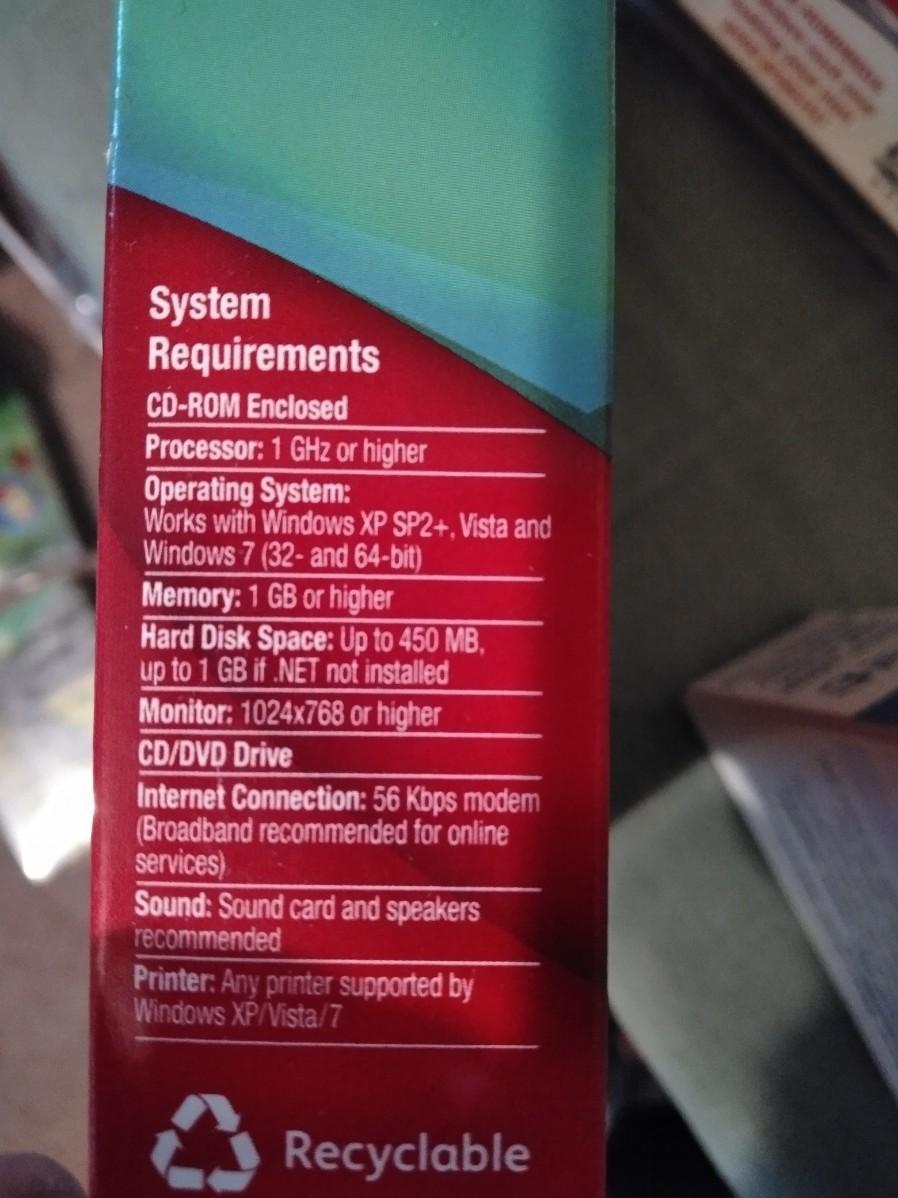 System
Requirements
CD-ROM Enclosed
Processor: 1 GHz or higher
Operating System:
Works with Windows XP SP2+, Vista and
Windows 7 (32- and 64-bit)
Memory: 1 GB or higher
Hard Disk Space: Up to 450 MB,
up to 1 GB if .NET not installed
Monitor: 1024x768 or higher
CD/DVD Drive
Internet Connection: 56 Kbps modem
(Broadband recommended for online
services)
Sound: Sound card and speakers
recommended
Printer: Any printer supported by
Windows XP/Vista/7
Recyclable